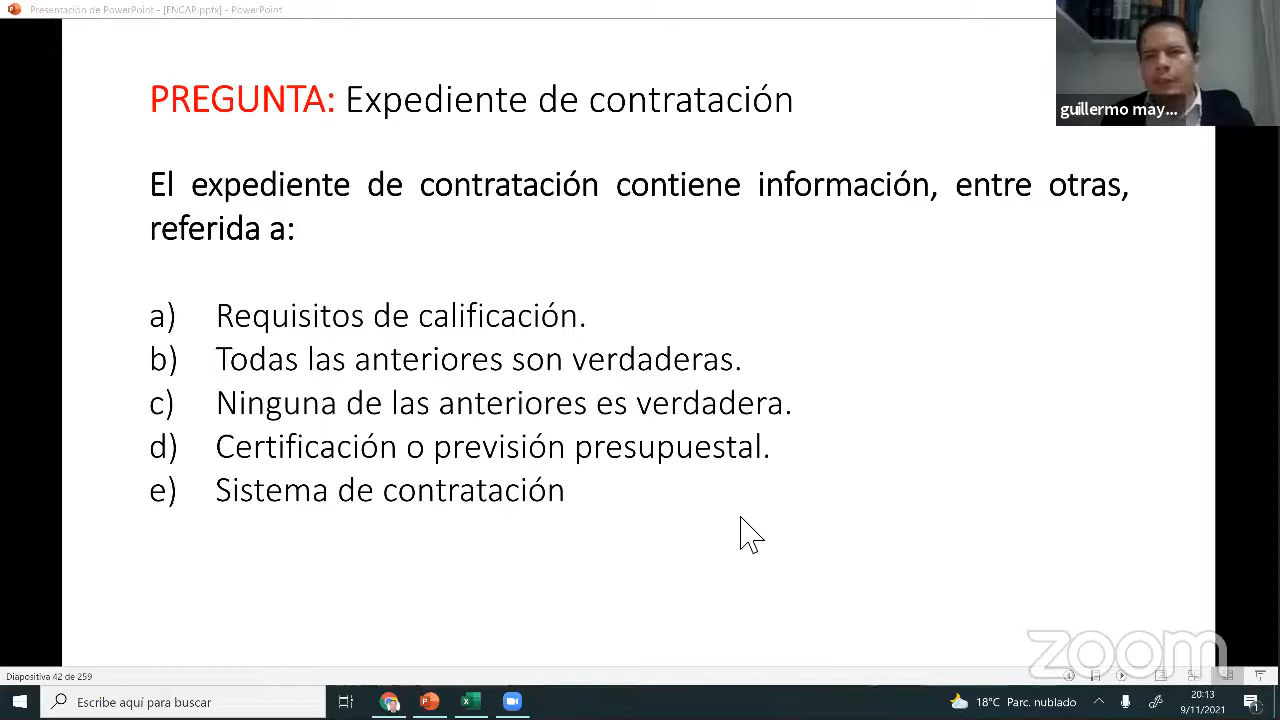 Presentación de PowerPoint - [ENCAP.pptx] - PowerPoint
guillermo may...
PREGUNTA: Expediente de contratación
El expediente de contratación contiene información, entre otras,
referida a:
a) Requisitos de calificación.
b) Todas las anteriores son verdaderas.
c) Ninguna de las anteriores es verdadera.
d) Certificación o previsión presupuestal.
e) Sistema de contratación
zoom
Diapositiva 42 de 259
Escribe aquí para buscar
18°C Parc. nublado
20:13
9/11/2021